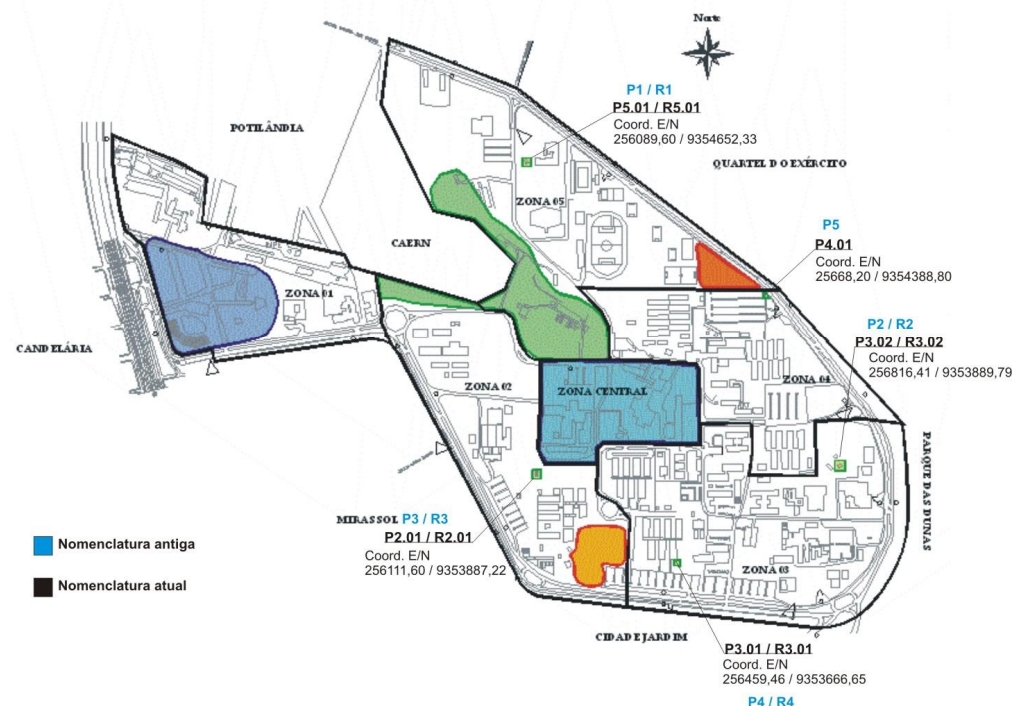 Norte
P1 / R1
P5.01 / R5.01
Coord. E/N
256089,60 / 9354652,33
POTILÂNDIA
QUARTEL DO EXÉRCITO
ZONA 05
P5
P4.01
Coord. E/N
25668,20 / 9354388,80
CAERN
ZONA 01
P2 / R2
P3.02 / R3.02
Coord. E/N
256816,41 / 9353889,79
CANDELÁRIA
ZONA 02
ZONA CENTRAL
ZONA 04
PARQUE DAS DUNAS
MIRASSOL
P3 / R3
P2.01 / R2.01
Coord. E/N
256111,60 / 9353887,22
Nomenclatura antiga
Nomenclatura atual
ZONA 03
CIDADE JARDIM
P3.01 / R3.01
Coord. E/N
256459,46 / 9353666,65
P4 / R4